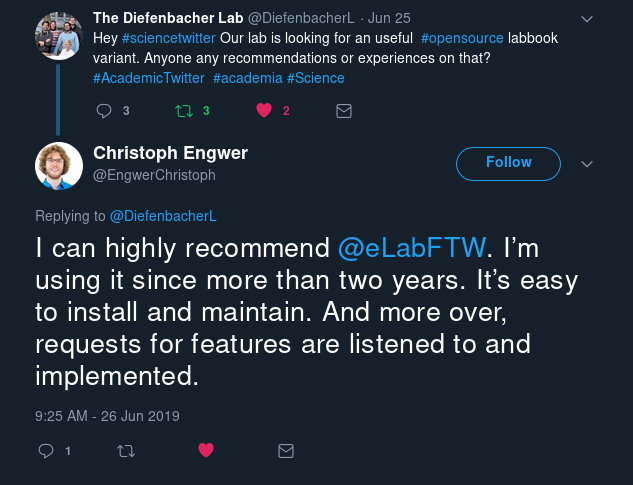 The Diefenbacher Lab @DiefenbacherL · Jun 25
Hey #sciencetwitter Our lab is looking for an useful #opensource labbook
variant. Anyone any recommendations or experiences on that?
#AcademicTwitter #academia #Science
3 3 2
Christoph Engwer
@EngwerChristoph
Follow
Replying to @DiefenbacherL
I can highly recommend @eLabFTW. I’m
using it since more than two years. It’s easy
to install and maintain. And more over,
requests for features are listened to and
implemented.
9:25 AM - 26 Jun 2019
1